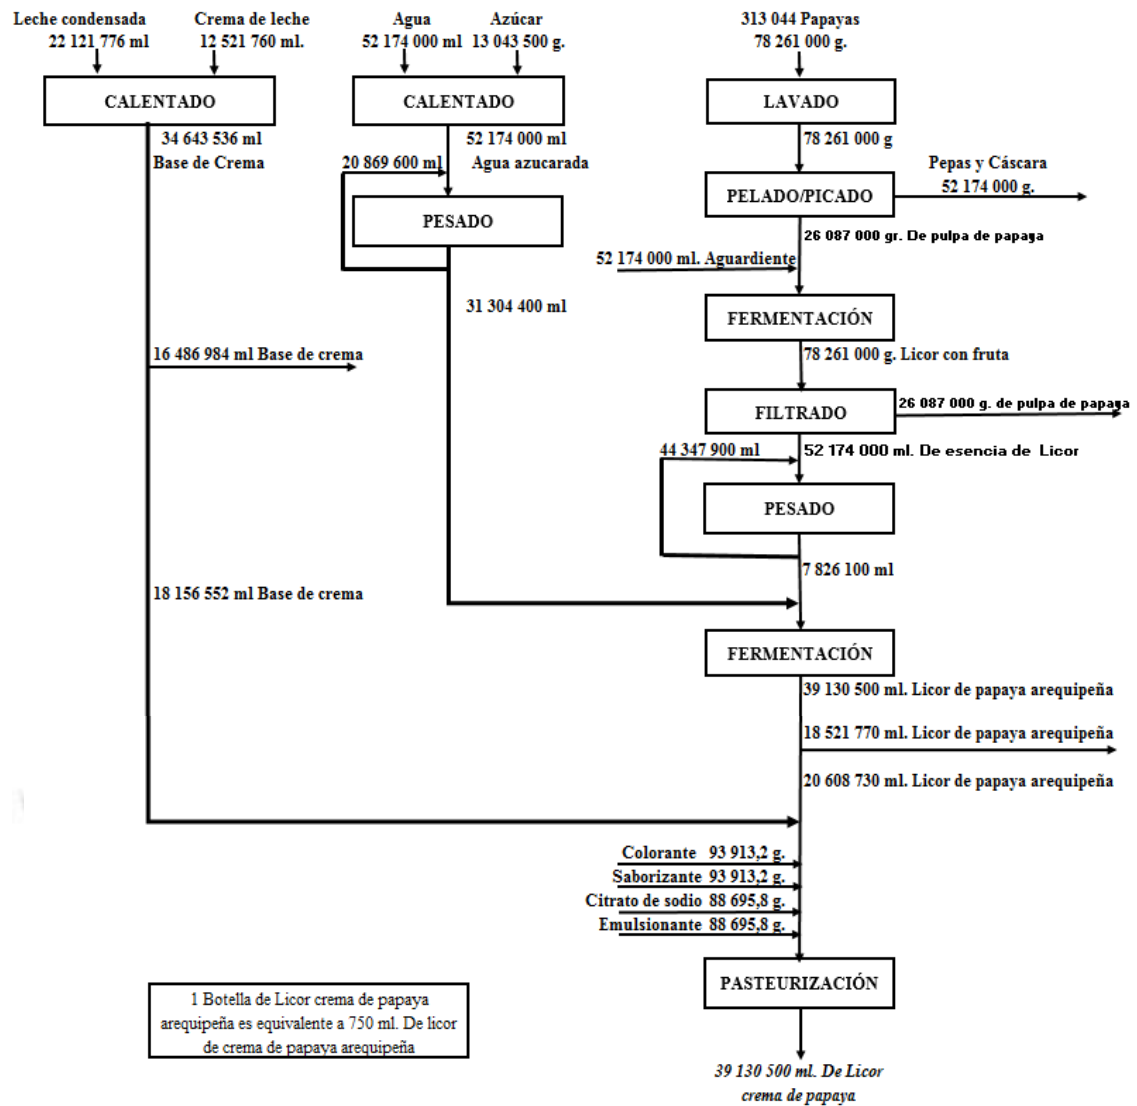 Leche condensada
22 121 776 ml
Crema de leche
12 521 760 ml.
Agua
52 174 000 ml
Azúcar
13 043 500 g.
313 044 Papayas
78 261 000 g.
CALENTADO
CALENTADO
LAVADO
34 643 536 ml
Base de Crema
52 174 000 ml
Agua azucarada
20 869 600 ml
78 261 000 g
Pepas y Cáscara
52 174 000 g.
PELADO/PICADO
PESADO
26 087 000 gr. De pulpa de papaya
52 174 000 ml. Aguardiente
31 304 400 ml
FERMENTACIÓN
16 486 984 ml Base de crema
78 261 000 g. Licor con fruta
FILTRADO
26 087 000 g. de pulpa de papaya
44 347 900 ml
52 174 000 ml. De esencia de Licor
PESADO
7 826 100 ml
18 156 552 ml Base de crema
FERMENTACIÓN
39 130 500 ml. Licor de papaya arequipeña
18 521 770 ml. Licor de papaya arequipeña
20 608 730 ml. Licor de papaya arequipeña
Colorante 93 913,2 g.
Saborizante 93 913,2 g.
Citrato de sodio 88 695,8 g.
Emulsionante 88 695,8 g.
PASTEURIZACIÓN
1 Botella de Licor crema de papaya
arequipeña es equivalente a 750 ml. De licor
de crema de papaya arequipeña
39 130 500 ml. De Licor
crema de papaya